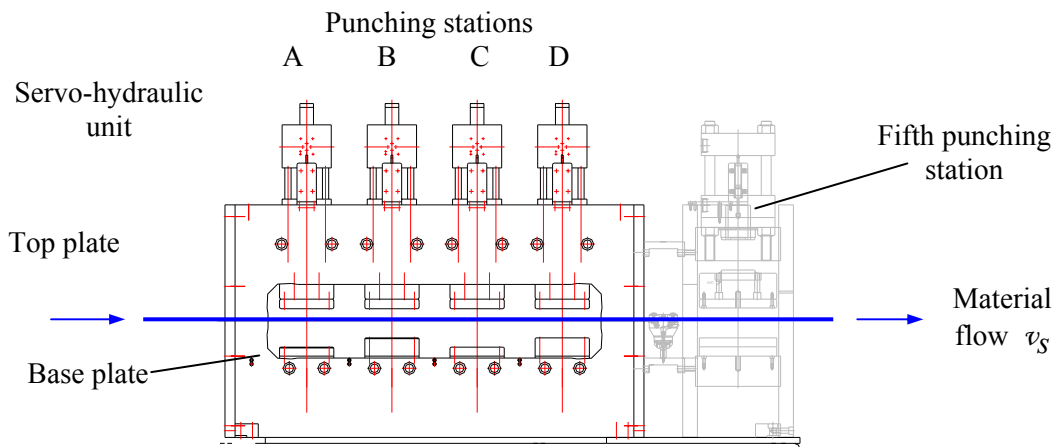 Punching stations
A B C D
Servo-hydraulic
unit
Fifth punching
station
Top plate
Material
flow vS
Base plate